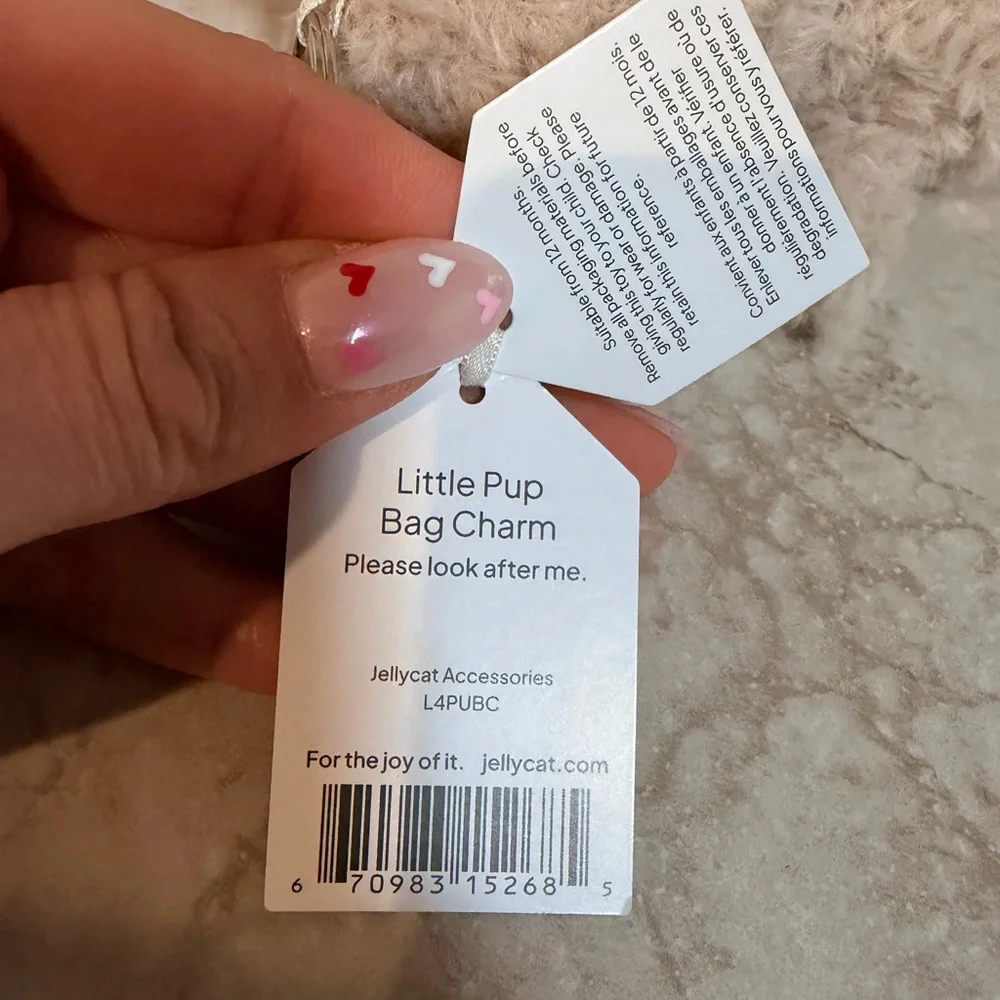 Suitable from 12 months.
Remove all packaging materials before
giving this toy to your child. Check
regularly for wear or damage. Please
retain this information for future
reference.
Convient aux enfants a partir de 12 mois.
Enlever tous les emballages avant de le
donner à un enfant. Vérifier
regulièrement l'absence d'usure où de
dégradation. Veuillez conserver ces
informations pour vous y référer.
Little Pup
Bag Charm
Please look after me.
Jellycat Accessories
L4PUBC
For the joy of it. jellycat.com
6 70983 15268 5